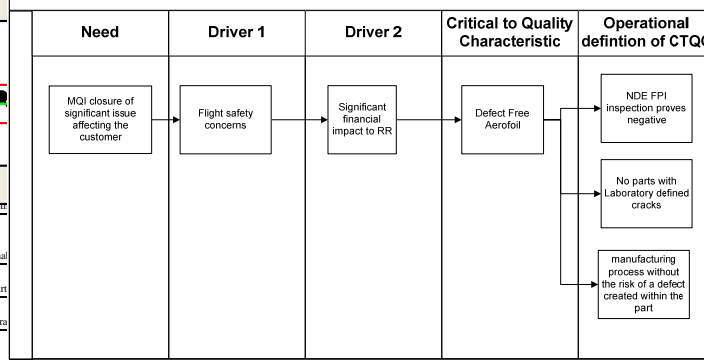 Need
Driver 1
Driver 2
Critical to Quality
Characteristic
Operational
defintion of CTQC
MQI closure of
significant issue
affecting the
customer
Flight safety
concerns
Significant
financial
impact to RR
Defect Free
Aerofoil
NDE FPI
inspection proves
negative
No parts with
Laboratory defined
cracks
manufacturing
process without
the risk of a defect
created within the
part